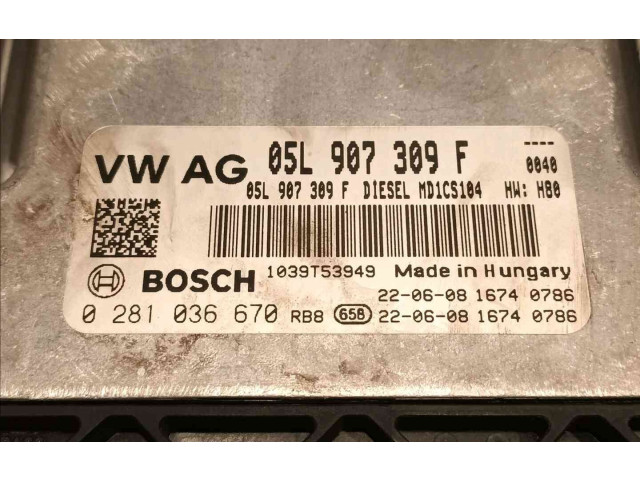 VW AG 05L 907 309 F ----
0040
05L 907 309 F DIESEL MD1CS104 HW: H80
BOSCH 1039T53949 Made in Hungary
22-06-08 1674 0786
0 281 036 670 RB8 658 22-06-08 1674 0786